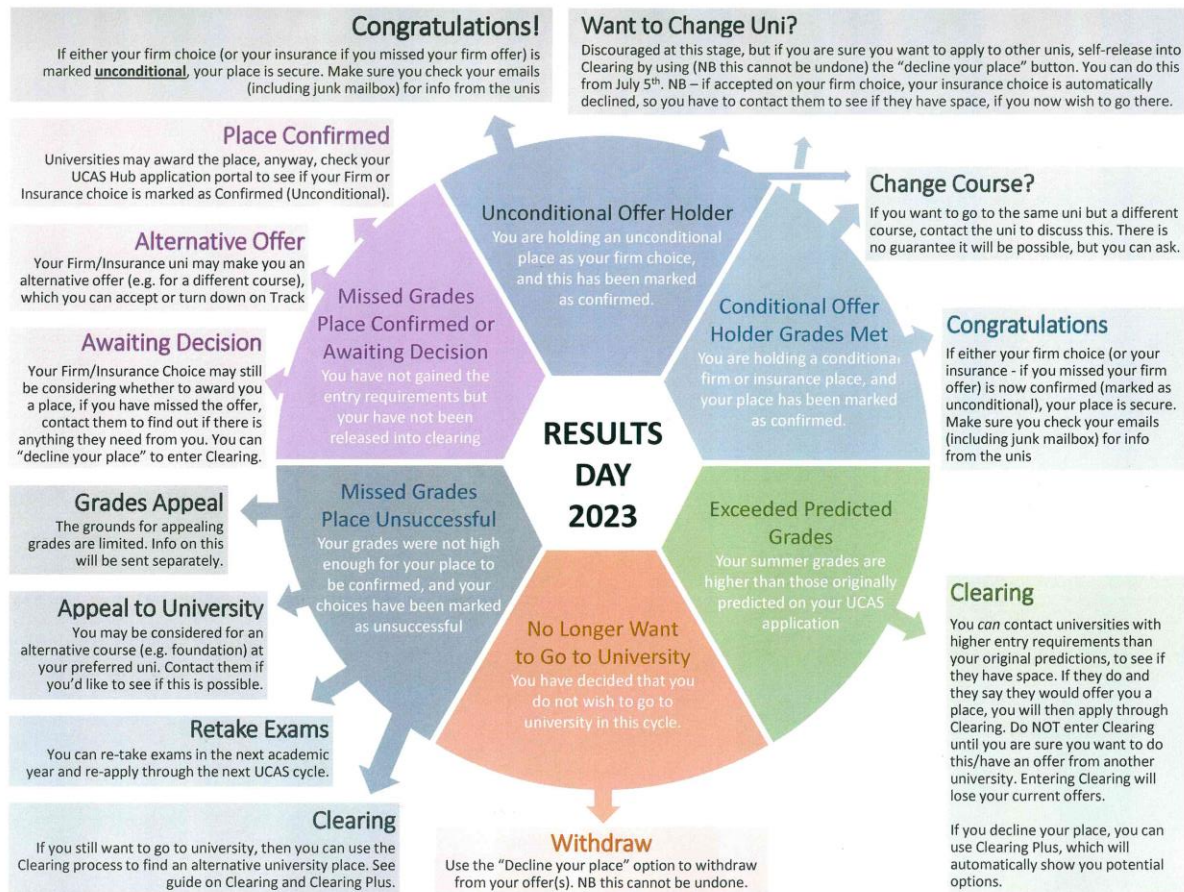 Congratulations!
If either your firm choice (or your insurance if you missed your firm offer) is
marked unconditional, your place is secure. Make sure you check your emails
(including junk mailbox) for info from the unis
Want to Change Uni?
Discouraged at this stage, but if you are sure you want to apply to other unis, self-release into
Clearing by using (NB this cannot be undone) the “decline your place” button. You can do this
from July 5th. NB – if accepted on your firm choice, your insurance choice is automatically
declined, so you have to contact them to see if they have space, if you now wish to go there.
Place Confirmed
Universities may award the place, anyway, check your
UCAS Hub application portal to see if your Firm or
Insurance choice is marked as Confirmed (Unconditional).
Alternative Offer
Your Firm/Insurance uni may make you an
alternative offer (e.g. for a different course),
which you can accept or turn down on Track
Awaiting Decision
Your Firm/Insurance Choice may still
be considering whether to award you
a place, if you have missed the offer,
contact them to find out if there is
anything they need from you. You can
“decline your place” to enter Clearing.
Unconditional Offer Holder
You are holding an unconditional
place as your firm choice,
and this has been marked
as confirmed.
Change Course?
If you want to go to the same uni but a different
course, contact the uni to discuss this. There is
no guarantee it will be possible, but you can ask.
Missed Grades
Place Confirmed or
Awaiting Decision
You have not gained the
entry requirements but
your have not been
released into clearing
Conditional Offer
Holder Grades Met
You are holding a conditional
firm or insurance place, and
your place has been marked
as confirmed.
Congratulations
If either your firm choice (or your
insurance - if you missed your firm
offer) is now confirmed (marked as
unconditional), your place is secure.
Make sure you check your emails
(including junk mailbox) for info
from the unis
RESULTS
DAY
2023
Grades Appeal
The grounds for appealing
grades are limited. Info on this
will be sent separately.
Missed Grades
Place Unsuccessful
Your grades were not high
enough for your place to
be confirmed, and your
choices have been marked
as unsuccessful
Exceeded Predicted
Grades
Your summer grades are
higher than those originally
predicted on your UCAS
application
Appeal to University
You may be considered for an
alternative course (e.g. foundation) at
your preferred uni. Contact them if
you’d like to see if this is possible.
No Longer Want
to Go to University
You have decided that you
do not wish to go to
university in this cycle.
Clearing
You can contact universities with
higher entry requirements than
your original predictions, to see if
they have space. If they do and
they say they would offer you a
place, you will then apply through
Clearing. Do NOT enter Clearing
until you are sure you want to do
this/have an offer from another
university. Entering Clearing will
lose your current offers.
If you decline your place, you can
use Clearing Plus, which will
automatically show you potential
options.
Retake Exams
You can re-take exams in the next academic
year and re-apply through the next UCAS cycle.
Clearing
If you still want to go to university, then you can use the
Clearing process to find an alternative university place. See
guide on Clearing and Clearing Plus.
Withdraw
Use the “Decline your place” option to withdraw
from your offer(s). NB this cannot be undone.